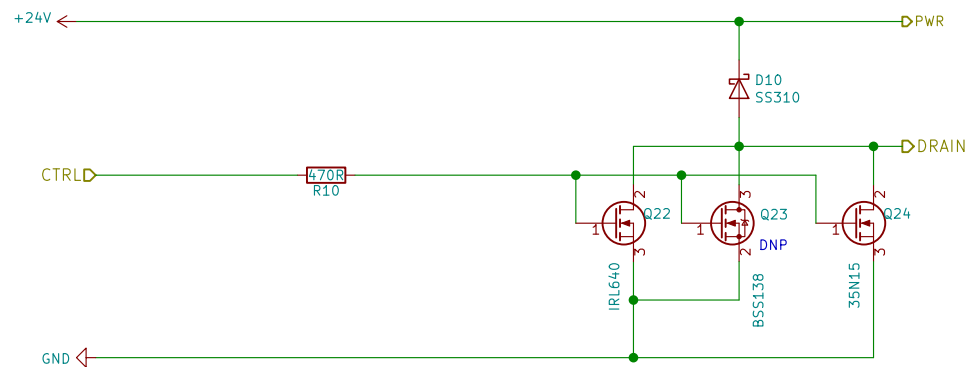 +24V
PWR
D10
SS310
DRAIN
CTRL
470R
R10
2
3
2
Q22
Q23
Q24
1
1
1
DNP
3
2
3
IRL640
BSS138
35N15
GND